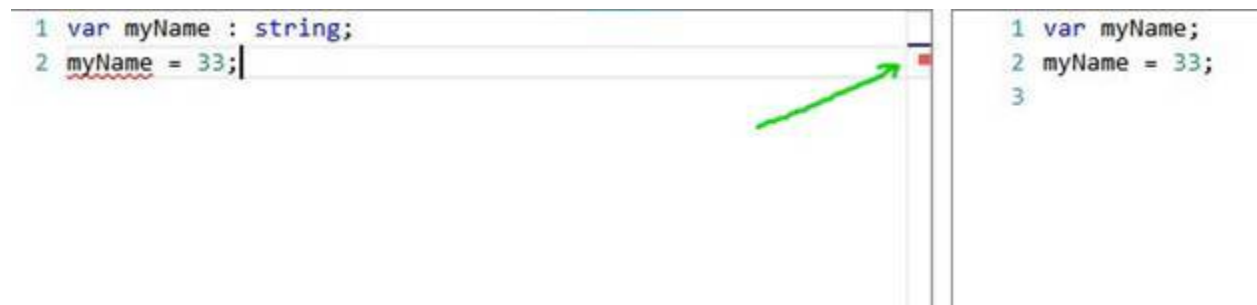 1 var myName : string;
2 myName = 33;
1 var myName;
2 myName = 33;
3